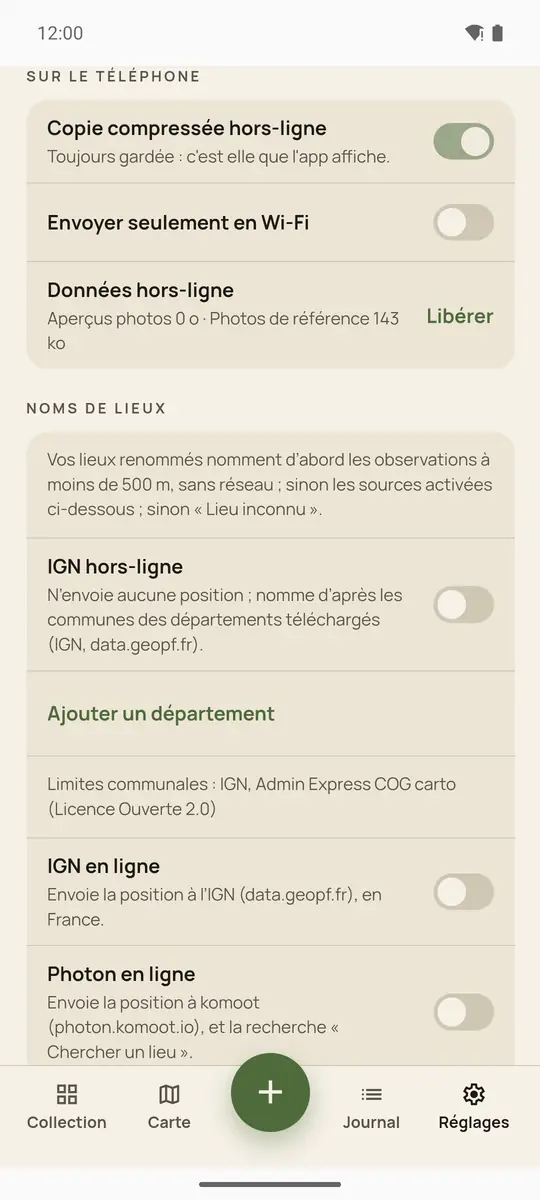 12:00
SUR LE TÉLÉPHONE
Copie compressée hors-ligne
Toujours gardée : c'est elle que l'app affiche.
Envoyer seulement en Wi-Fi
Données hors-ligne
Aperçus photos 0 o · Photos de référence 143
ko
Libérer
NOMS DE LIEUX
Vos lieux renommés nomment d’abord les observations à
moins de 500 m, sans réseau ; sinon les sources activées
ci-dessous ; sinon « Lieu inconnu ».
IGN hors-ligne
N’envoie aucune position ; nomme d’après les
communes des départements téléchargés
(IGN, data.geopf.fr).
Ajouter un département
Limites communales : IGN, Admin Express COG carto
(Licence Ouverte 2.0)
IGN en ligne
Envoie la position à l’IGN (data.geopf.fr), en
France.
Photon en ligne
Envoie la position à komoot
(photon.komoot.io), et la recherche «
Chercher un lieu ».
Collection
Carte
Journal
Réglages